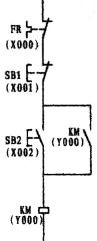 FR
(X000)
SB1
(X001)
SB2
(X002)
KM
(Y000)
KM
(Y000)